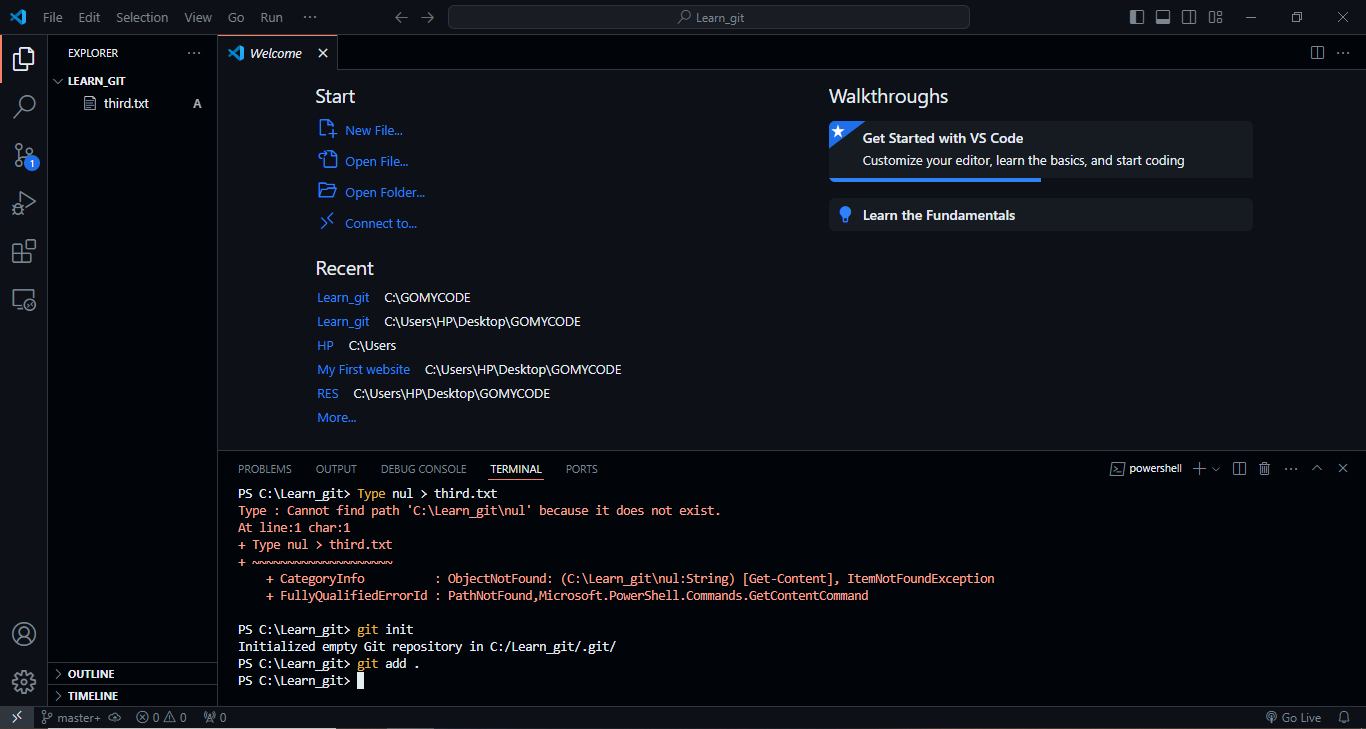 File Edit Selection View Go Run ···
Learn_git
EXPLORER ···
LEARN_GIT
third.txt A
1
Welcome
Start
New File...
Open File...
Open Folder...
Connect to...
Recent
Learn_git C:\GOMYCODE
Learn_git C:\Users\HP\Desktop\GOMYCODE
HP C:\Users
My First website C:\Users\HP\Desktop\GOMYCODE
RES C:\Users\HP\Desktop\GOMYCODE
More...
Walkthroughs
Get Started with VS Code
Customize your editor, learn the basics, and start coding
Learn the Fundamentals
PROBLEMS OUTPUT DEBUG CONSOLE TERMINAL PORTS
powershell
PS C:\Learn_git> Type nul > third.txt
Type : Cannot find path 'C:\Learn_git\nul' because it does not exist.
At line:1 char:1
+ Type nul > third.txt
+ ~~~~~~~~~~~~~~~~~~~~
+ CategoryInfo : ObjectNotFound: (C:\Learn_git\nul:String) [Get-Content], ItemNotFoundException
+ FullyQualifiedErrorId : PathNotFound,Microsoft.PowerShell.Commands.GetContentCommand
PS C:\Learn_git> git init
Initialized empty Git repository in C:/Learn_git/.git/
PS C:\Learn_git> git add .
PS C:\Learn_git>
OUTLINE
TIMELINE
master+ 0 0 0
Go Live